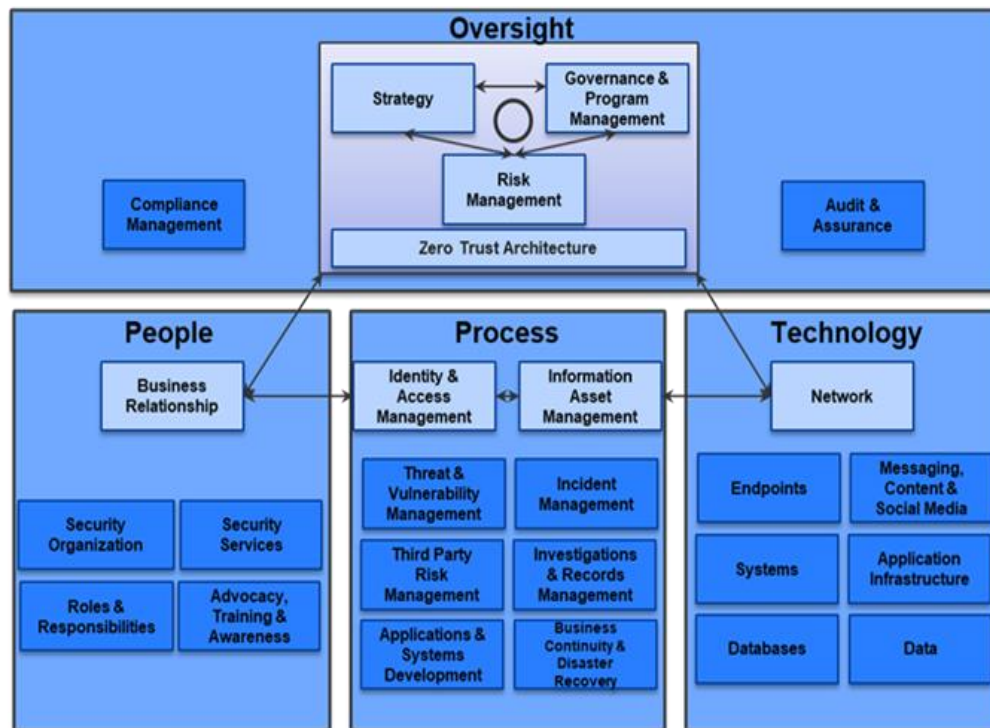 Oversight
Strategy
Governance &
Program
Management
Risk
Management
Zero Trust Architecture
Compliance
Management
Audit &
Assurance
People
Business
Relationship
Security
Organization
Security
Services
Roles &
Responsibilities
Advocacy,
Training &
Awareness
Process
Identity &
Access
Management
Information
Asset
Management
Threat &
Vulnerability
Management
Incident
Management
Third Party
Risk
Management
Investigations
& Records
Management
Applications &
Systems
Development
Business
Continuity &
Disaster
Recovery
Technology
Network
Endpoints
Messaging,
Content &
Social Media
Systems
Application
Infrastructure
Databases
Data